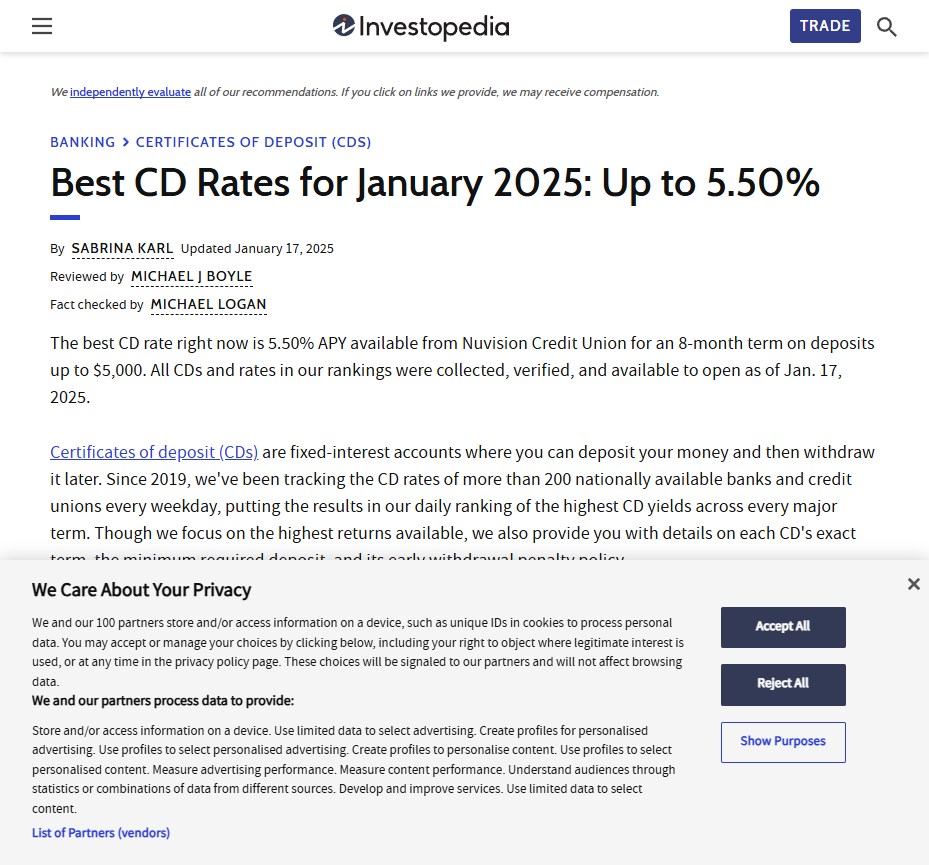 Investopedia
TRADE
We independently evaluate all of our recommendations. If you click on links we provide, we may receive compensation.
BANKING > CERTIFICATES OF DEPOSIT (CDS)
Best CD Rates for January 2025: Up to 5.50%
By SABRINA KARL Updated January 17, 2025
Reviewed by MICHAEL J BOYLE
Fact checked by MICHAEL LOGAN
The best CD rate right now is 5.50% APY available from Nuvision Credit Union for an 8-month term on deposits
up to $5,000. All CDs and rates in our rankings were collected, verified, and available to open as of Jan. 17,
2025.
Certificates of deposit (CDs) are fixed-interest accounts where you can deposit your money and then withdraw
it later. Since 2019, we've been tracking the CD rates of more than 200 nationally available banks and credit
unions every weekday, putting the results in our daily ranking of the highest CD yields across every major
term. Though we focus on the highest returns available, we also provide you with details on each CD's exact
term, the minimum required deposit, and its early withdrawal penalty policy.
We Care About Your Privacy
We and our 100 partners store and/or access information on a device, such as unique IDs in cookies to process personal
data. You may accept or manage your choices by clicking below, including your right to object where legitimate interest is
used, or at any time in the privacy policy page. These choices will be signaled to our partners and will not affect browsing
data.
We and our partners process data to provide:
Store and/or access information on a device. Use limited data to select advertising. Create profiles for personalised
advertising. Use profiles to select personalised advertising. Create profiles to personalise content. Use profiles to select
personalised content. Measure advertising performance. Measure content performance. Understand audiences through
statistics or combinations of data from different sources. Develop and improve services. Use limited data to select
content.
List of Partners (vendors)
Accept All
Reject All
Show Purposes